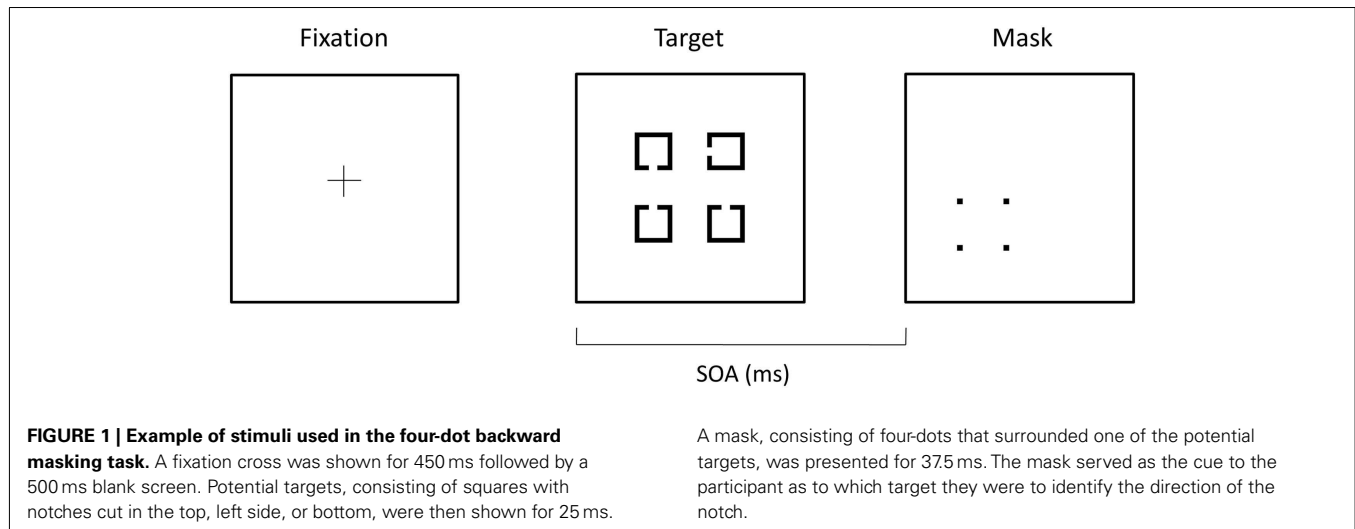 Fixation
Target
Mask
SOA (ms)
FIGURE 1 | Example of stimuli used in the four-dot backward
masking task. A fixation cross was shown for 450 ms followed by a
500 ms blank screen. Potential targets, consisting of squares with
notches cut in the top, left side, or bottom, were then shown for 25 ms.
A mask, consisting of four-dots that surrounded one of the potential
targets, was presented for 37.5 ms. The mask served as the cue to the
participant as to which target they were to identify the direction of the
notch.